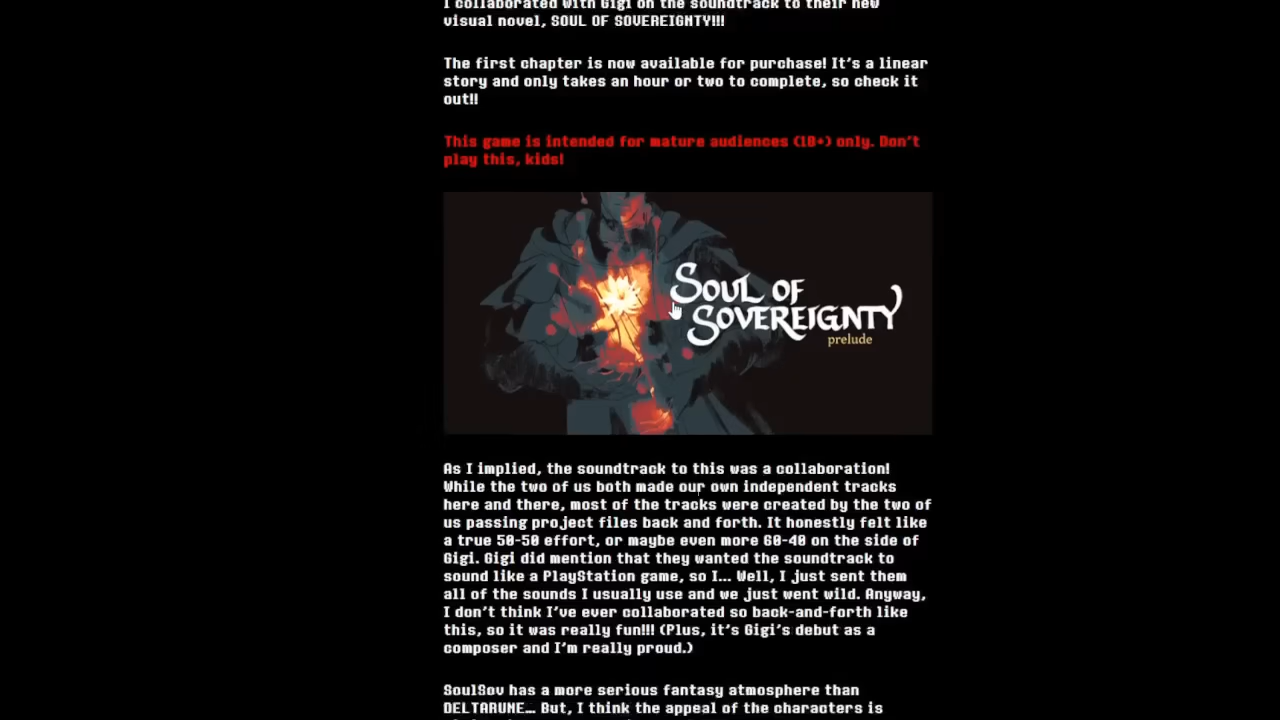 I collaborated with Gigi on the soundtrack to their new
visual novel, SOUL OF SOVEREIGNTY!!!
The first chapter is now available for purchase! It's a linear
story and only takes an hour or two to complete, so check it
out!!
This game is intended for mature audiences (18+) only. Don't
play this, kids!
SOUL OF
SOVEREIGNTY
prelude
As I implied, the soundtrack to this was a collaboration!
While the two of us both made our own independent tracks
here and there, most of the tracks were created by the two of
us passing project files back and forth. It honestly felt like
a true 50-50 effort, or maybe even more 60-40 on the side of
Gigi. Gigi did mention that they wanted the soundtrack to
sound like a PlayStation game, so I... Well, I just sent them
all of the sounds I usually use and we just went wild. Anyway,
I don't think I've ever collaborated so back-and-forth like
this, so it was really fun!!! (Plus, it's Gigi's debut as a
composer and I'm really proud.)
SoulSov has a more serious fantasy atmosphere than
DELTARUNE... But, I think the appeal of the characters is